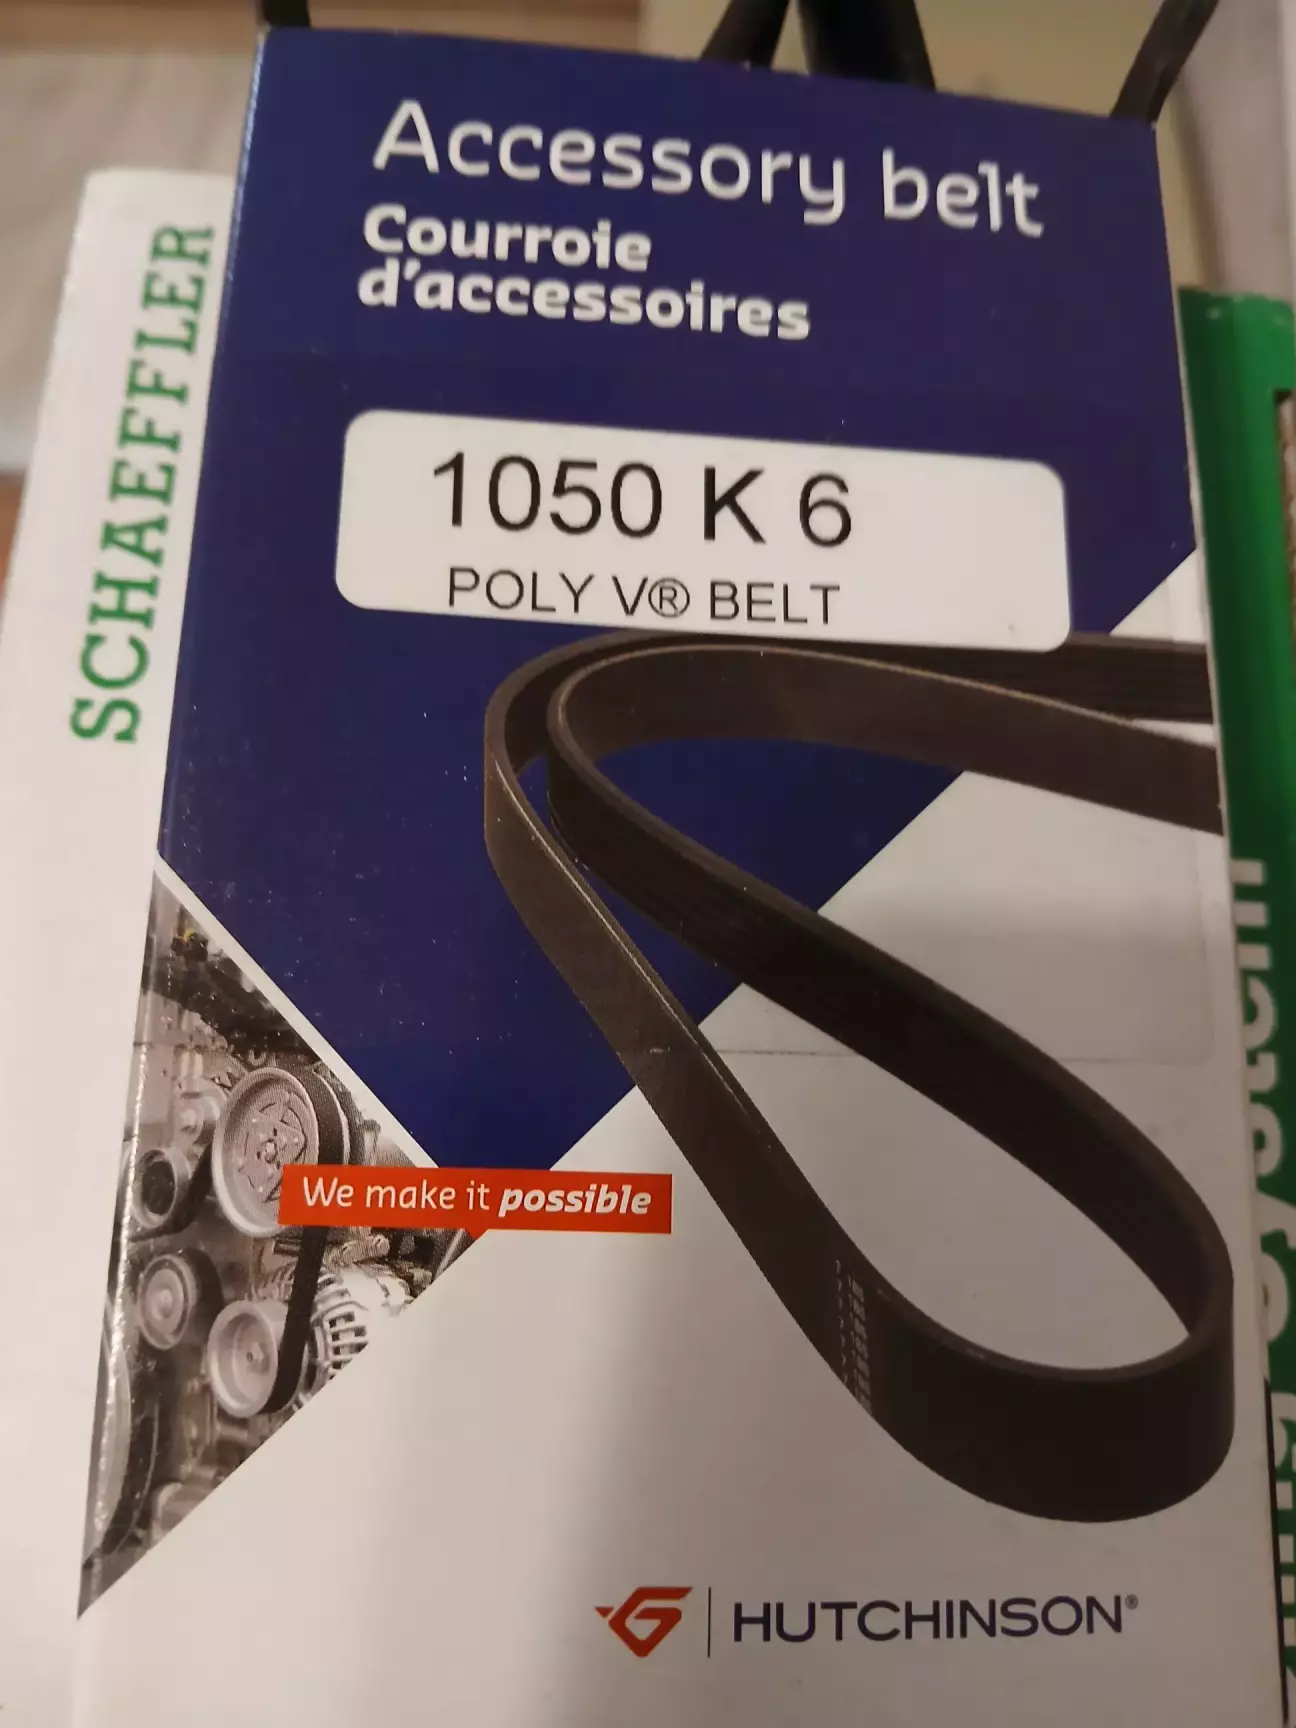 Accessory belt
Courroie
d'accessoires
1050 K 6
POLY V® BELT
We make it possible
HUTCHINSON®
SCHAEFFLER